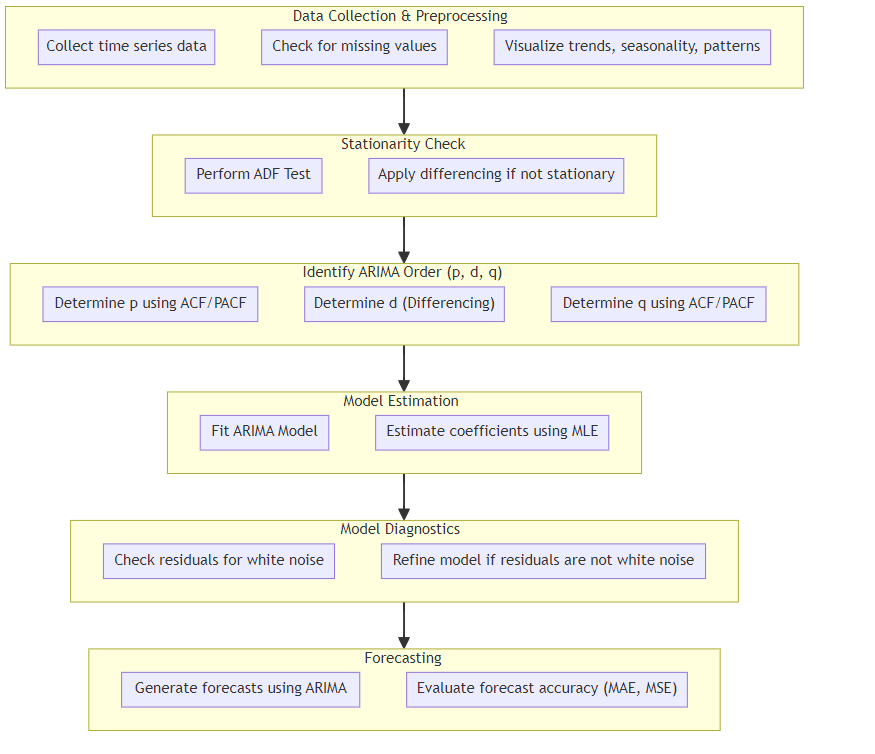 Data Collection & Preprocessing
Collect time series data
Check for missing values
Visualize trends, seasonality, patterns
Stationarity Check
Perform ADF Test
Apply differencing if not stationary
Identify ARIMA Order (p, d, q)
Determine p using ACF/PACF
Determine d (Differencing)
Determine q using ACF/PACF
Model Estimation
Fit ARIMA Model
Estimate coefficients using MLE
Model Diagnostics
Check residuals for white noise
Refine model if residuals are not white noise
Forecasting
Generate forecasts using ARIMA
Evaluate forecast accuracy (MAE, MSE)